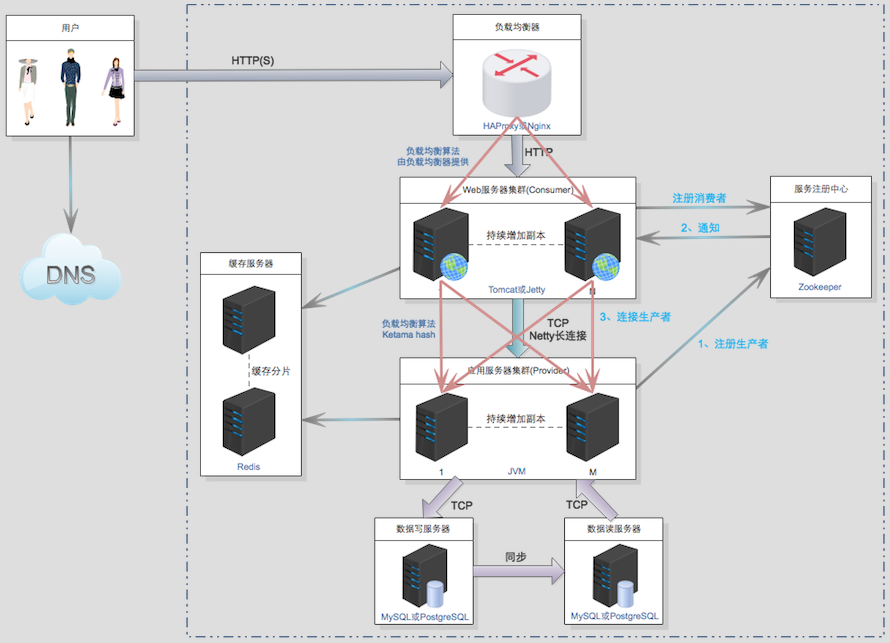 用户
负载均衡器
HTTP(S)
HAProxy或Nginx
负载均衡算法
由负载均衡器提供
HTTP
Web服务器集群(Consumer)
持续增加副本
N
Tomcat或Jetty
注册消费者
2、通知
服务注册中心
Zookeeper
DNS
缓存服务器
缓存分片
Redis
负载均衡算法
Ketama hash
TCP
Netty长连接
3、连接生产者
1、注册生产者
应用服务器集群(Provider)
持续增加副本
1
JVM
M
TCP
TCP
数据写服务器
MySQL或PostgreSQL
同步
数据读服务器
MySQL或PostgreSQL